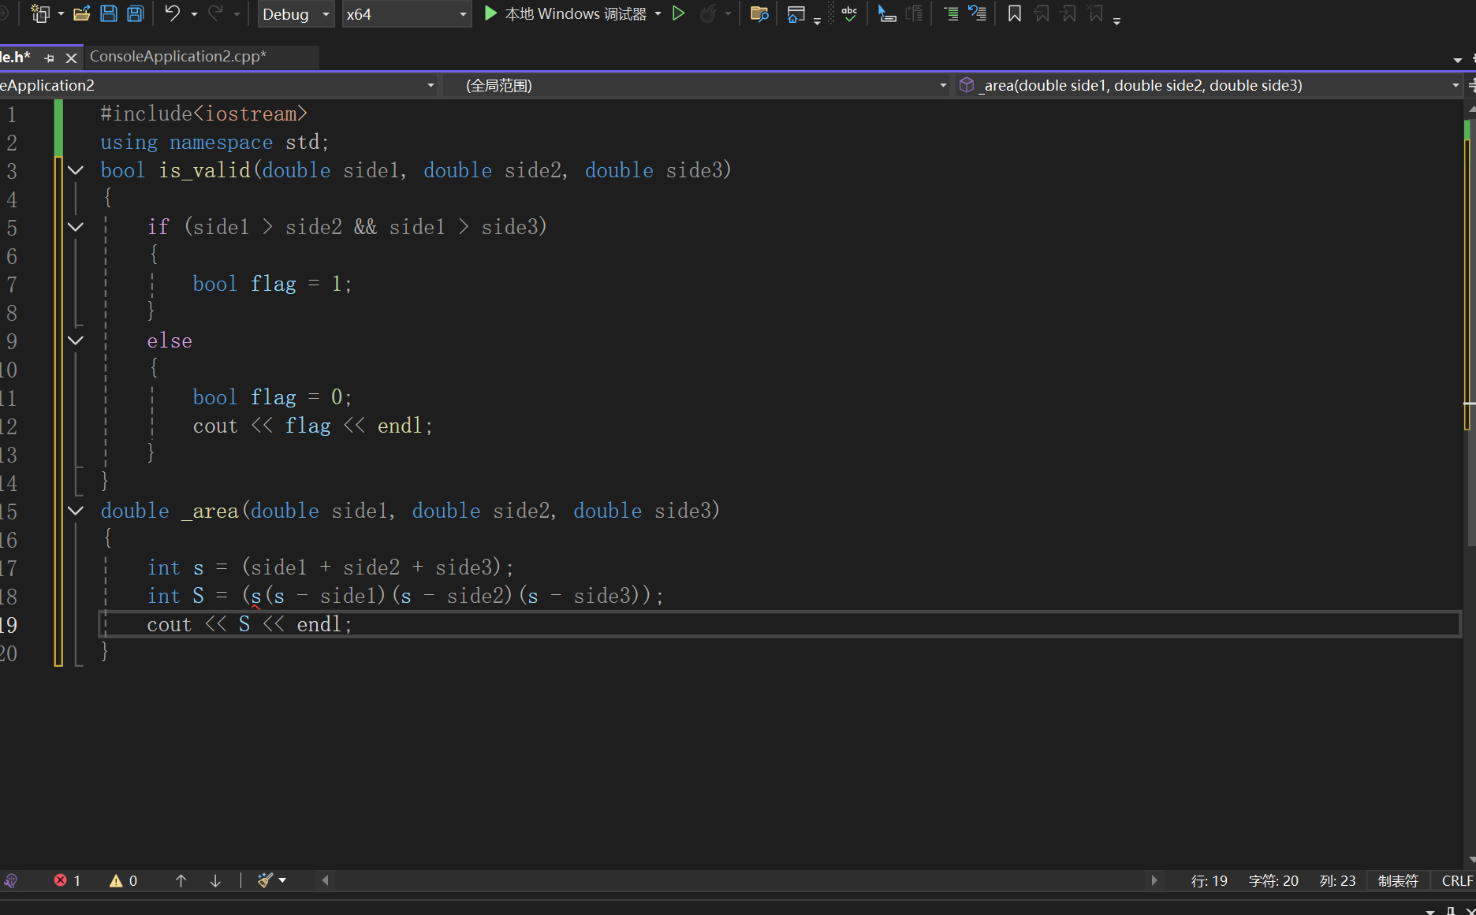 Debug x64 本地 Windows 调试器
le.h* ConsoleApplication2.cpp*
eApplication2 (全局范围) _area(double side1, double side2, double side3)
1 #include<iostream>
2 using namespace std;
3 bool is_valid(double side1, double side2, double side3)
4 {
5 if (side1 > side2 && side1 > side3)
6 {
7 bool flag = 1;
8 }
9 else
10 {
11 bool flag = 0;
12 cout << flag << endl;
13 }
14 }
15 double _area(double side1, double side2, double side3)
16 {
17 int s = (side1 + side2 + side3);
18 int S = (s(s - side1)(s - side2)(s - side3));
19 cout << S << endl;
20 }
1 0 行: 19 字符: 20 列: 23 制表符 CRLF